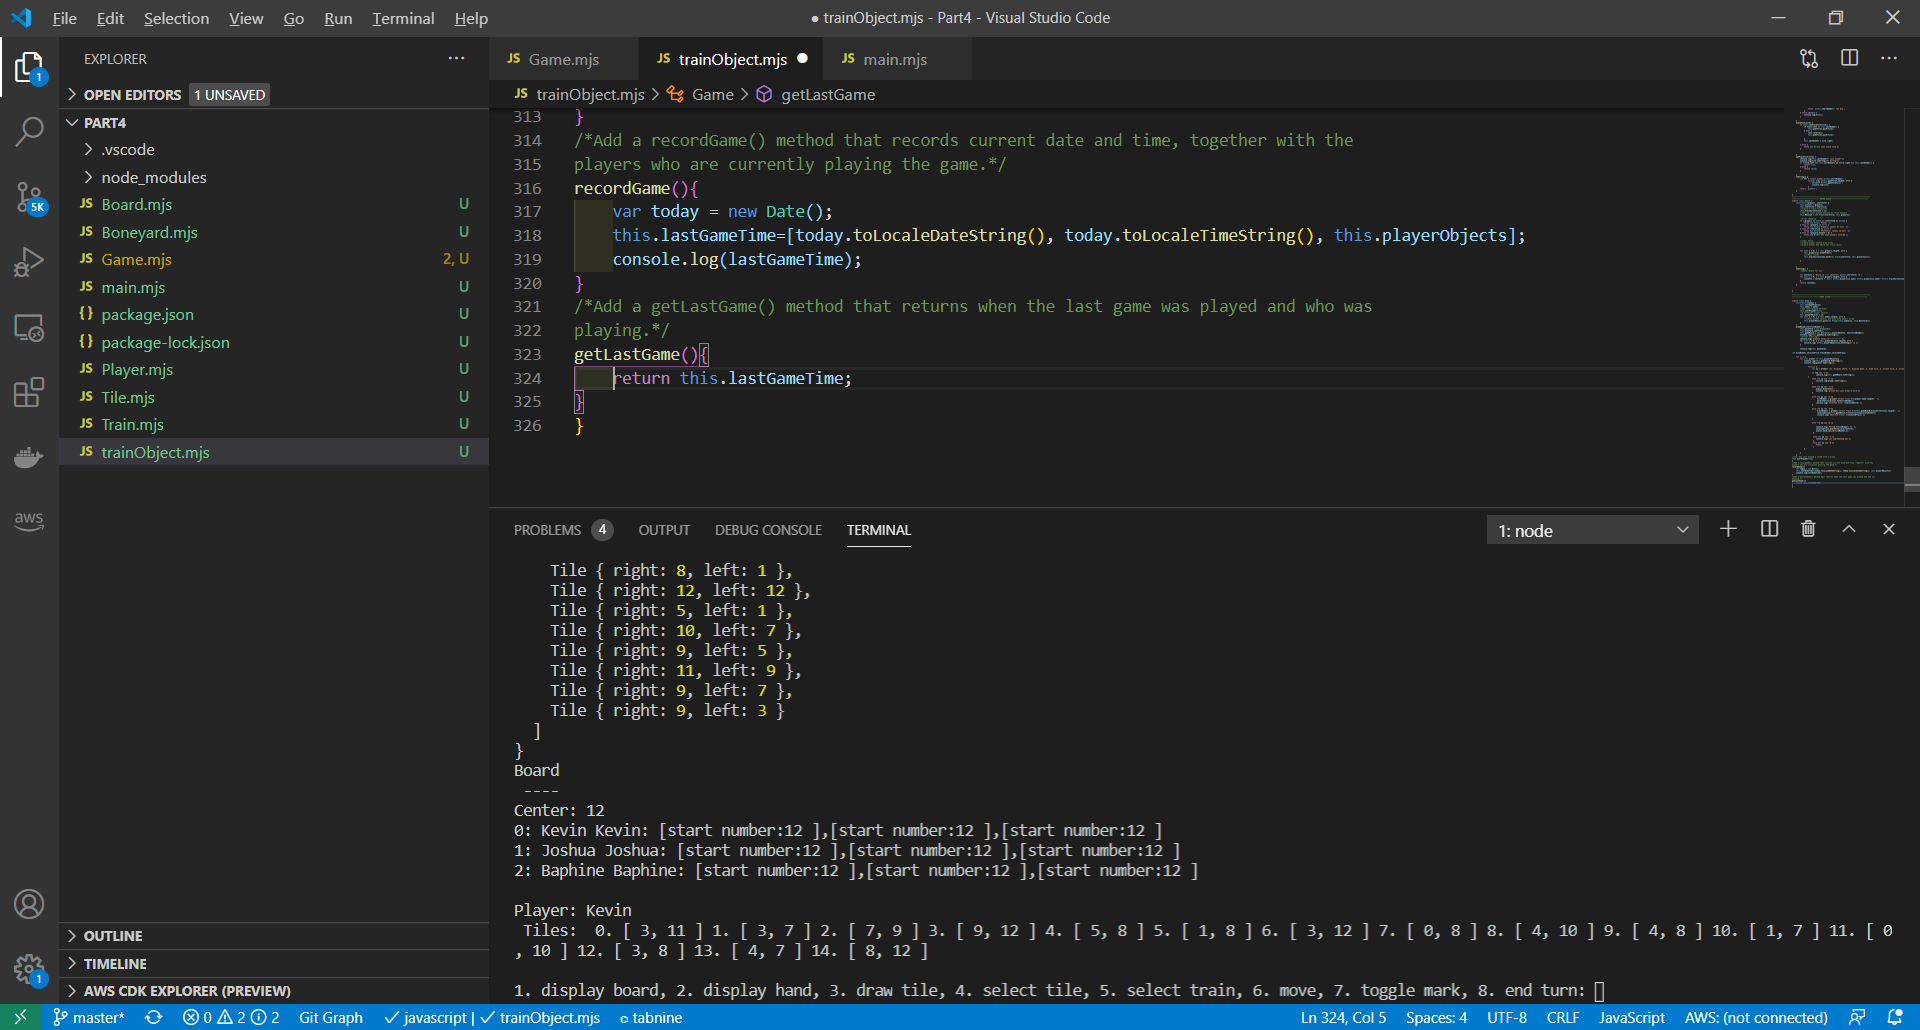 File Edit Selection View Go Run Terminal Help
● trainObject.mjs - Part4 - Visual Studio Code
EXPLORER
OPEN EDITORS 1 UNSAVED
PART4
.vscode
node_modules
JS Board.mjs U
JS Boneyard.mjs U
JS Game.mjs 2, U
JS main.mjs U
{} package.json U
{} package-lock.json U
JS Player.mjs U
JS Tile.mjs U
JS Train.mjs U
JS trainObject.mjs U
OUTLINE
TIMELINE
AWS CDK EXPLORER (PREVIEW)
1
5K
aws
1
JS Game.mjs JS trainObject.mjs JS main.mjs
JS trainObject.mjs > Game > getLastGame
313 }
314 /*Add a recordGame() method that records current date and time, together with the
315 players who are currently playing the game.*/
316 recordGame(){
317 var today = new Date();
318 this.lastGameTime=[today.toLocaleDateString(), today.toLocaleTimeString(), this.playerObjects];
319 console.log(lastGameTime);
320 }
321 /*Add a getLastGame() method that returns when the last game was played and who was
322 playing.*/
323 getLastGame(){
324 return this.lastGameTime;
325 }
326 }
PROBLEMS 4 OUTPUT DEBUG CONSOLE TERMINAL 1: node
Tile { right: 8, left: 1 },
Tile { right: 12, left: 12 },
Tile { right: 5, left: 1 },
Tile { right: 10, left: 7 },
Tile { right: 9, left: 5 },
Tile { right: 11, left: 9 },
Tile { right: 9, left: 7 },
Tile { right: 9, left: 3 }
]
}
Board
----
Center: 12
0: Kevin Kevin: [start number:12 ],[start number:12 ],[start number:12 ]
1: Joshua Joshua: [start number:12 ],[start number:12 ],[start number:12 ]
2: Baphine Baphine: [start number:12 ],[start number:12 ],[start number:12 ]
Player: Kevin
Tiles: 0. [ 3, 11 ] 1. [ 3, 7 ] 2. [ 7, 9 ] 3. [ 9, 12 ] 4. [ 5, 8 ] 5. [ 1, 8 ] 6. [ 3, 12 ] 7. [ 0, 8 ] 8. [ 4, 10 ] 9. [ 4, 8 ] 10. [ 1, 7 ] 11. [ 0
, 10 ] 12. [ 3, 8 ] 13. [ 4, 7 ] 14. [ 8, 12 ]
1. display board, 2. display hand, 3. draw tile, 4. select tile, 5. select train, 6. move, 7. toggle mark, 8. end turn:
master* 0 2 2 Git Graph javascript | trainObject.mjs tabnine Ln 324, Col 5 Spaces: 4 UTF-8 CRLF JavaScript AWS: (not connected)